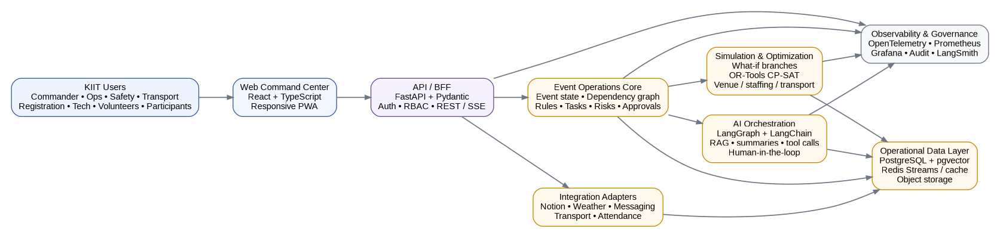 KIIT Users
Commander • Ops • Safety • Transport
Registration • Tech • Volunteers • Participants
Web Command Center
React + TypeScript
Responsive PWA
API / BFF
FastAPI + Pydantic
Auth • RBAC • REST / SSE
Event Operations Core
Event state • Dependency graph
Rules • Tasks • Risks • Approvals
Integration Adapters
Notion • Weather • Messaging
Transport • Attendance
Simulation & Optimization
What-if branches
OR-Tools CP-SAT
Venue / staffing / transport
AI Orchestration
LangGraph + LangChain
RAG • summaries • tool calls
Human-in-the-loop
Observability & Governance
OpenTelemetry • Prometheus
Grafana • Audit • LangSmith
Operational Data Layer
PostgreSQL + pgvector
Redis Streams / cache
Object storage